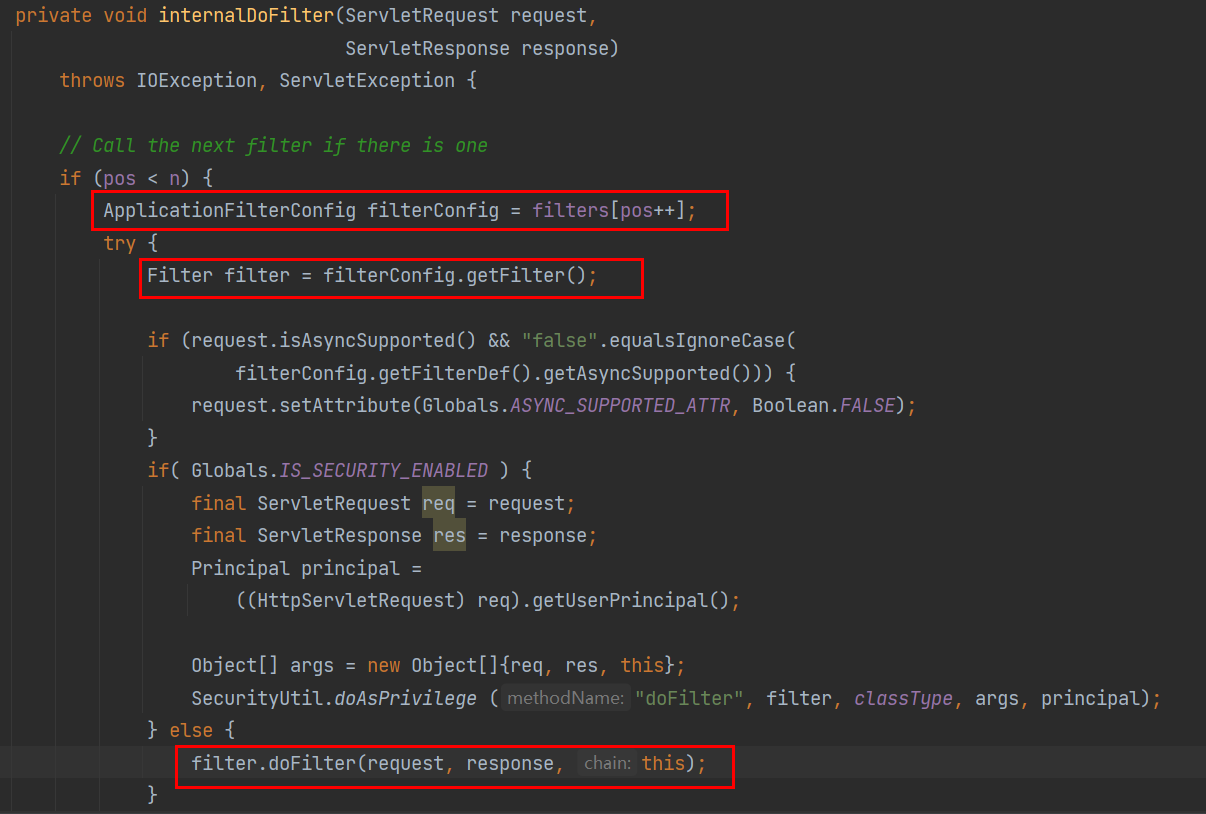 private void internalDoFilter(ServletRequest request,
                              ServletResponse response)
    throws IOException, ServletException {

    // Call the next filter if there is one
    if (pos < n) {
        ApplicationFilterConfig filterConfig = filters[pos++];
        try {
            Filter filter = filterConfig.getFilter();

            if (request.isAsyncSupported() && "false".equalsIgnoreCase(
                    filterConfig.getFilterDef().getAsyncSupported())) {
                request.setAttribute(Globals.ASYNC_SUPPORTED_ATTR, Boolean.FALSE);
            }
            if( Globals.IS_SECURITY_ENABLED ) {
                final ServletRequest req = request;
                final ServletResponse res = response;
                Principal principal =
                    ((HttpServletRequest) req).getUserPrincipal();

                Object[] args = new Object[]{req, res, this};
                SecurityUtil.doAsPrivilege ( methodName: "doFilter", filter, classType, args, principal);
            } else {
                filter.doFilter(request, response, chain: this);
            }